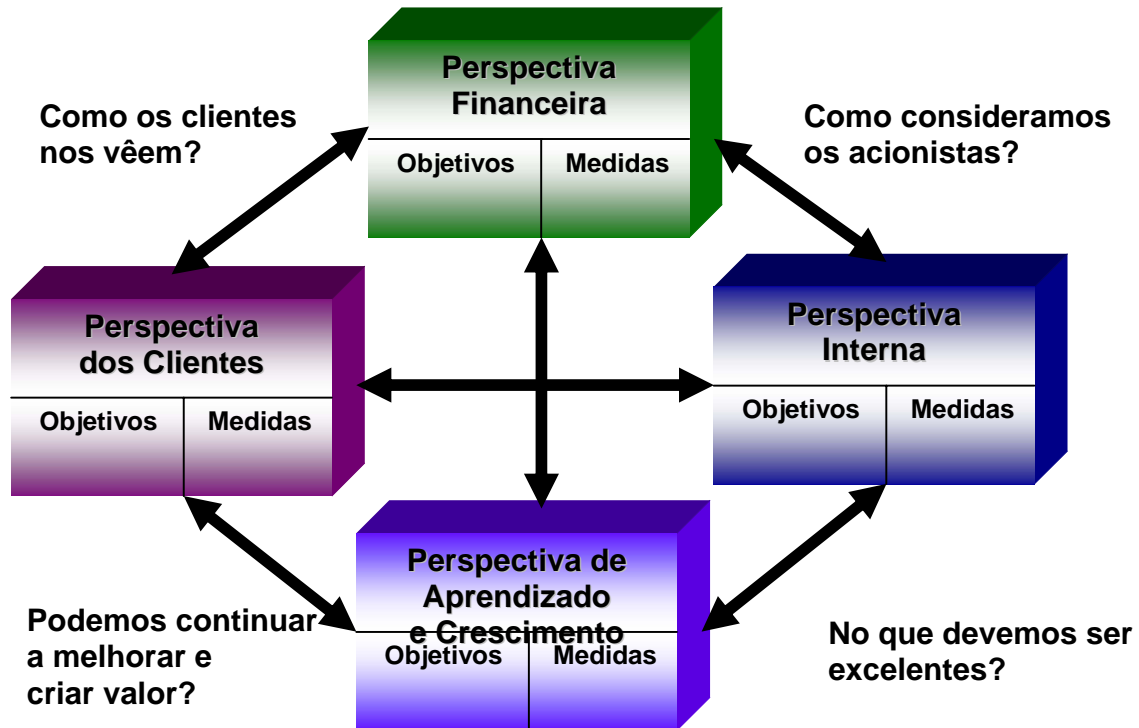 Perspectiva
Financeira
Objetivos
Medidas
Como os clientes
nos vêem?
Como consideramos
os acionistas?
Perspectiva
dos Clientes
Objetivos
Medidas
Perspectiva
Interna
Objetivos
Medidas
Perspectiva de
Aprendizado
e Crescimento
Objetivos
Medidas
Podemos continuar
a melhorar e
criar valor?
No que devemos ser
excelentes?